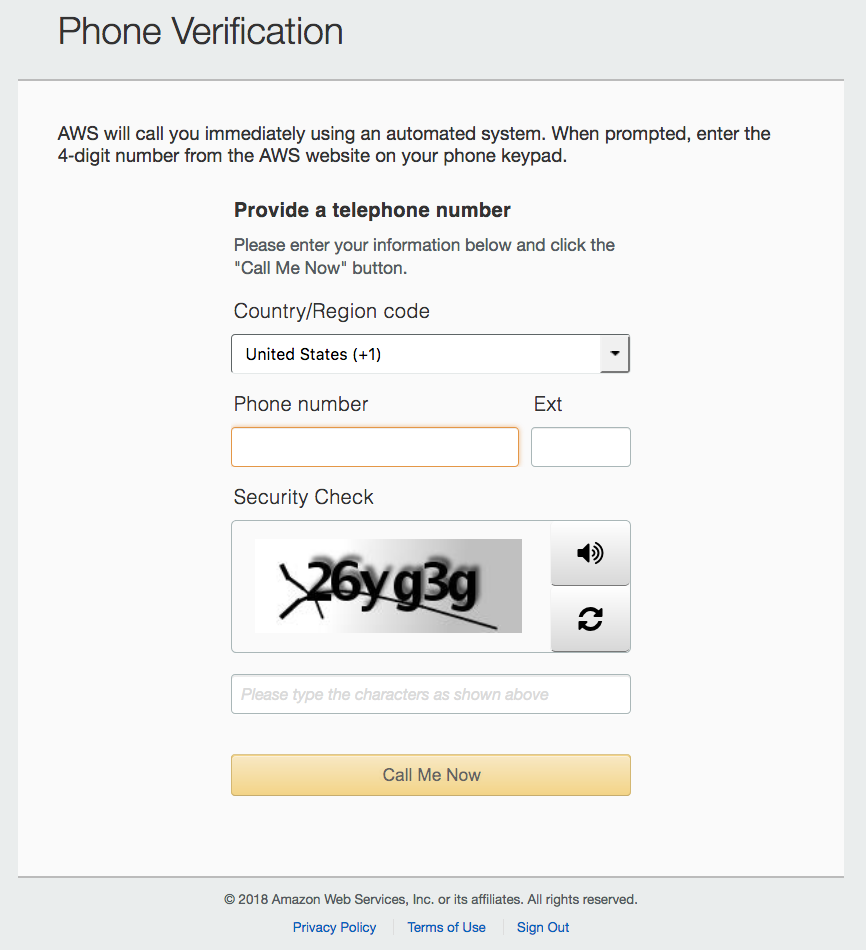 Phone Verification
AWS will call you immediately using an automated system. When prompted, enter the
4-digit number from the AWS website on your phone keypad.
Provide a telephone number
Please enter your information below and click the
"Call Me Now" button.
Country/Region code
United States (+1)
Phone number Ext
Security Check
26yg3g
Please type the characters as shown above
Call Me Now
© 2018 Amazon Web Services, Inc. or its affiliates. All rights reserved.
Privacy Policy Terms of Use Sign Out